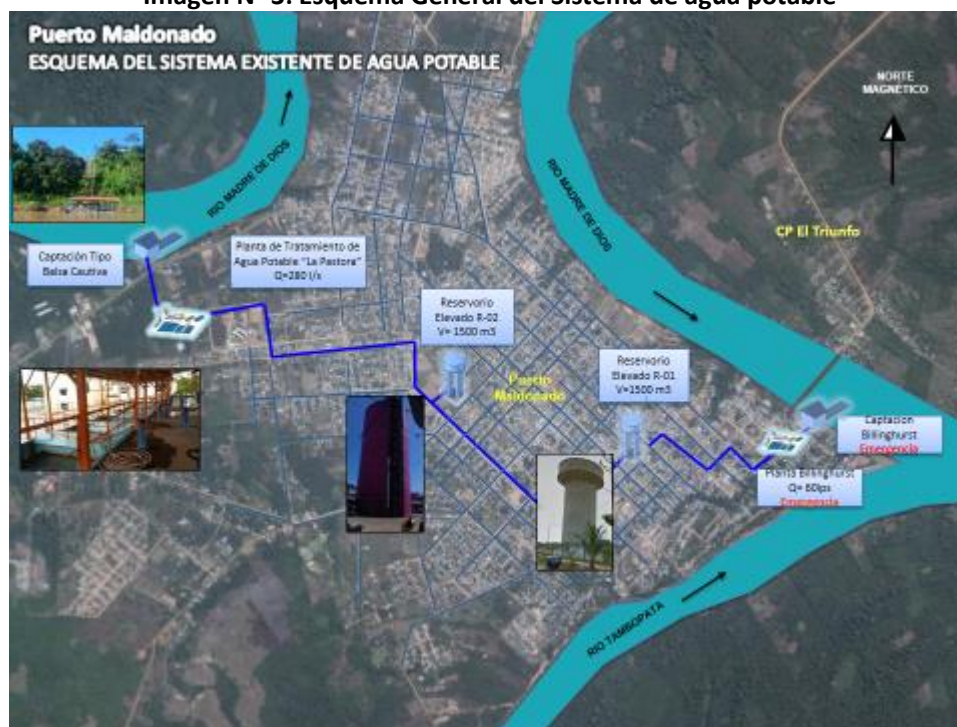 Imagen N° 3: Esquema General del Sistema de agua potable
Puerto Maldonado
ESQUEMA DEL SISTEMA EXISTENTE DE AGUA POTABLE
NORTE
MAGNÉTICO
RIO MADRE DE DIOS
RIO MADRE DE DIOS
CP El Triunfo
Captación Tipo
Balsa Cautiva
Planta de Tratamiento de
Agua Potable "La Pastora"
Q=280 l/s
Reservorio
Elevado R-02
V= 1500 m3
Reservorio
Elevado R-01
V=1500 m3
Puerto
Maldonado
Captacion
Billinghurst
Emergencia
Planta Billinghurst
Q= 60lps
Emergencia
RIO TAMBOPATA